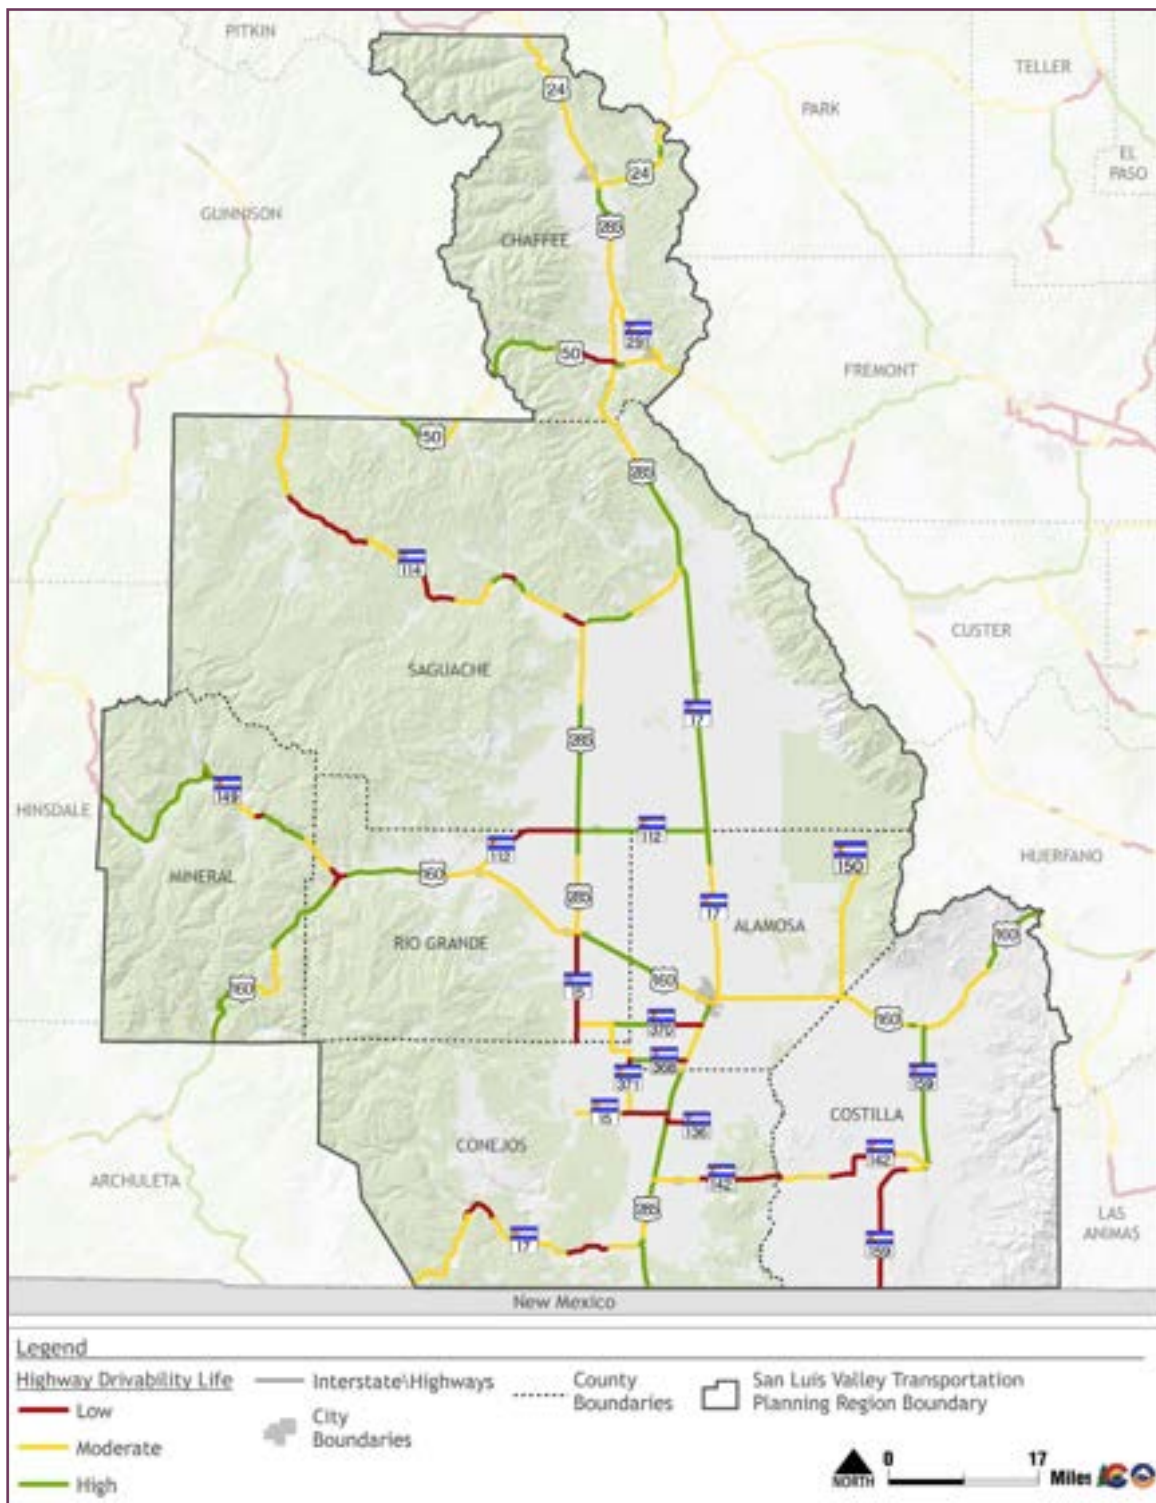 PITKIN
TELLER
24
PARK
EL
PASO
24
GUNNISON
285
CHAFFEE
291
50
FREMONT
50
285
114
CUSTER
SAGUACHE
17
285
149
HINSDALE
112
112
HUERFANO
150
160
MINERAL
285
17
ALAMOSA
RIO GRANDE
160
160
15
160
370
160
368
371
159
15
136
COSTILLA
CONEJOS
142
ARCHULETA
142
285
LAS
ANIMAS
17
159
New Mexico
Legend
Highway Drivability Life
Low
Moderate
High
Interstate\Highways
City
Boundaries
County
Boundaries
San Luis Valley Transportation
Planning Region Boundary
NORTH
0
17
Miles